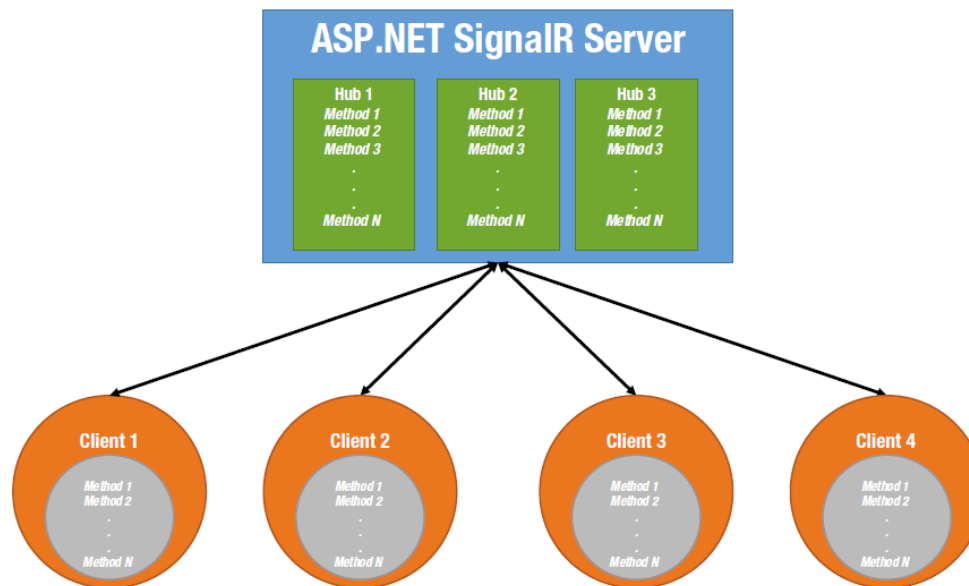 ASP.NET SignalR Server
Hub 1
Method 1
Method 2
Method 3
.
.
.
Method N
Hub 2
Method 1
Method 2
Method 3
.
.
.
Method N
Hub 3
Method 1
Method 2
Method 3
.
.
.
Method N
Client 1
Method 1
Method 2
.
.
.
Method N
Client 2
Method 1
Method 2
.
.
.
Method N
Client 3
Method 1
Method 2
.
.
.
Method N
Client 4
Method 1
Method 2
.
.
.
Method N